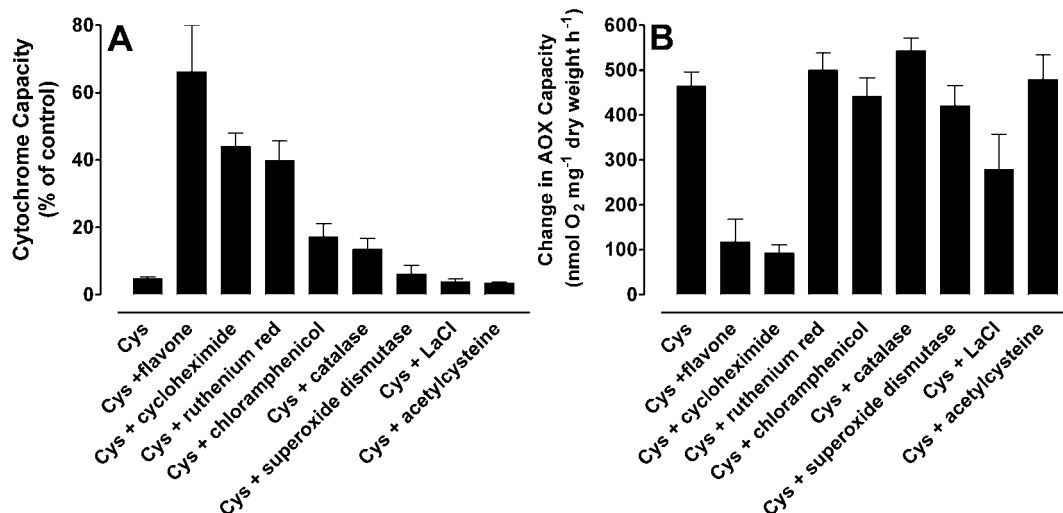 A
Cytochrome Capacity
(% of control)
80
60
40
20
0
Cys
Cys +flavone
Cys + cycloheximide
Cys + ruthenium red
Cys + chloramphenicol
Cys + catalase
Cys + superoxide dismutase
Cys + LaCl
Cys + acetylcysteine
B
Change in AOX Capacity
(nmol O₂ mg⁻¹ dry weight h⁻¹)
600
500
400
300
200
100
0
Cys
Cys +flavone
Cys + cycloheximide
Cys + ruthenium red
Cys + chloramphenicol
Cys + catalase
Cys + superoxide dismutase
Cys + LaCl
Cys + acetylcysteine